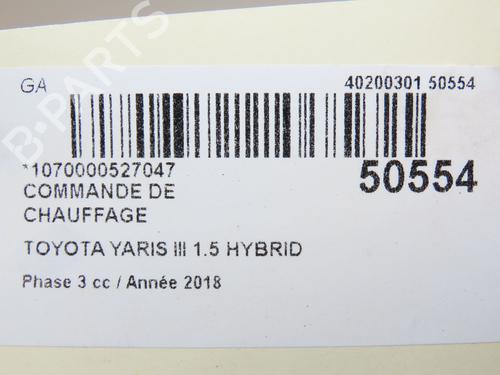 B-PARTS
GA 40200301 50554
*1070000527047 50554
COMMANDE DE
CHAUFFAGE
TOYOTA YARIS III 1.5 HYBRID
Phase 3 cc / Année 2018